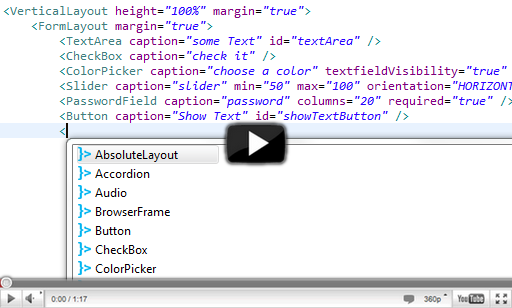 <VerticalLayout height="100%" margin="true">
<FormLayout margin="true">
<TextArea caption="some Text" id="textArea" />
<CheckBox caption="check it" />
<ColorPicker caption="choose a color" textfieldVisibility="true"
<Slider caption="slider" min="50" max="100" orientation="HORIZONT
<PasswordField caption="password" columns="20" required="true" />
<Button caption="Show Text" id="showTextButton" />
<
AbsoluteLayout
Accordion
Audio
BrowserFrame
Button
CheckBox
ColorPicker
0:00 / 1:17 360p YouTube